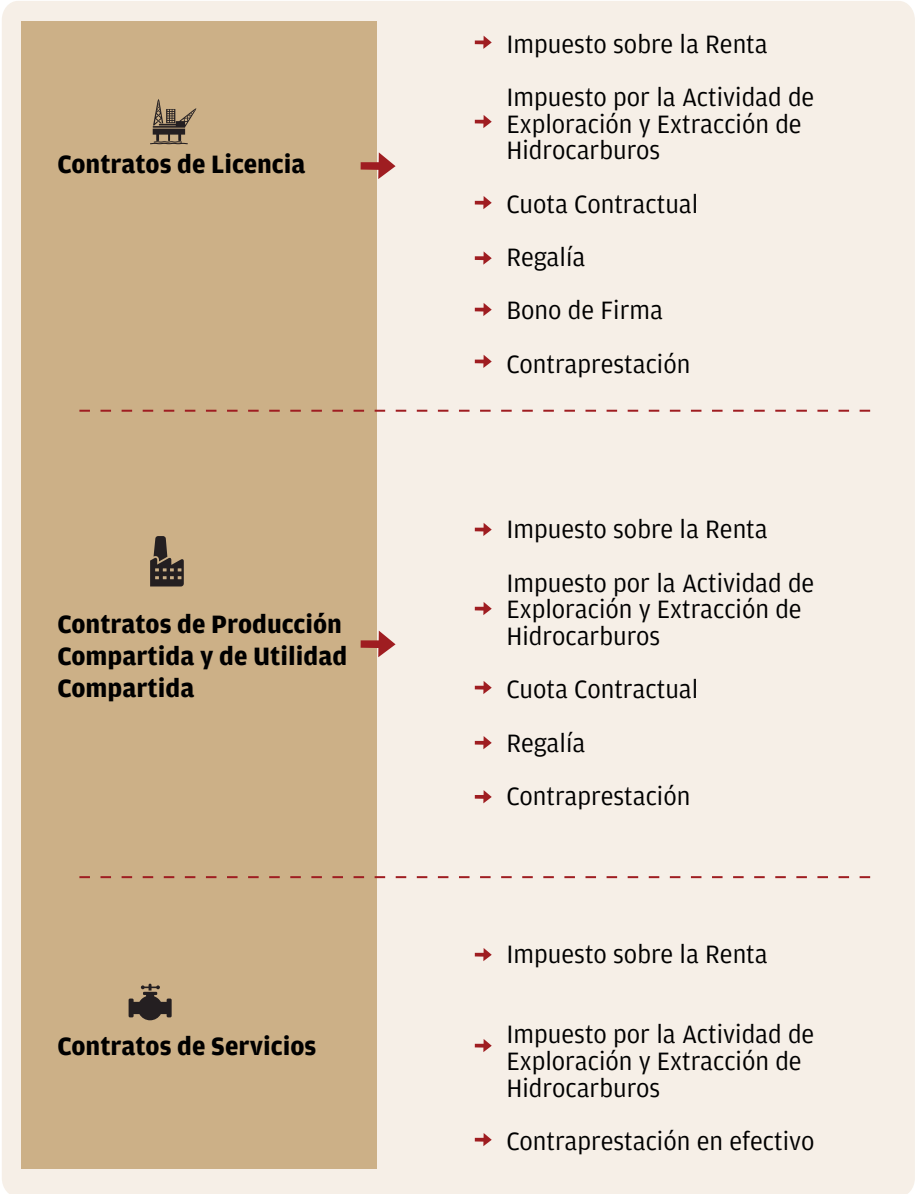 Contratos de Licencia
Impuesto sobre la Renta
Impuesto por la Actividad de
Exploración y Extracción de
Hidrocarburos
Cuota Contractual
Regalía
Bono de Firma
Contraprestación
Contratos de Producción
Compartida y de Utilidad
Compartida
Impuesto sobre la Renta
Impuesto por la Actividad de
Exploración y Extracción de
Hidrocarburos
Cuota Contractual
Regalía
Contraprestación
Contratos de Servicios
Impuesto sobre la Renta
Impuesto por la Actividad de
Exploración y Extracción de
Hidrocarburos
Contraprestación en efectivo